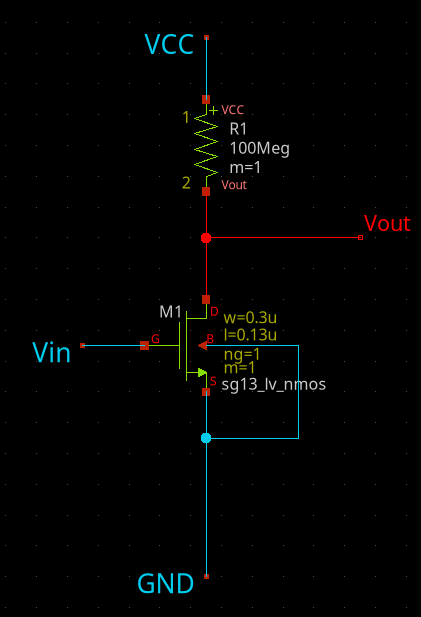 VCC
+ VCC
1
R1
100Meg
m=1
2
Vout
Vout
M1
D
w=0.3u
l=0.13u
Vin
G
B
ng=1
m=1
S
sg13_lv_nmos
GND